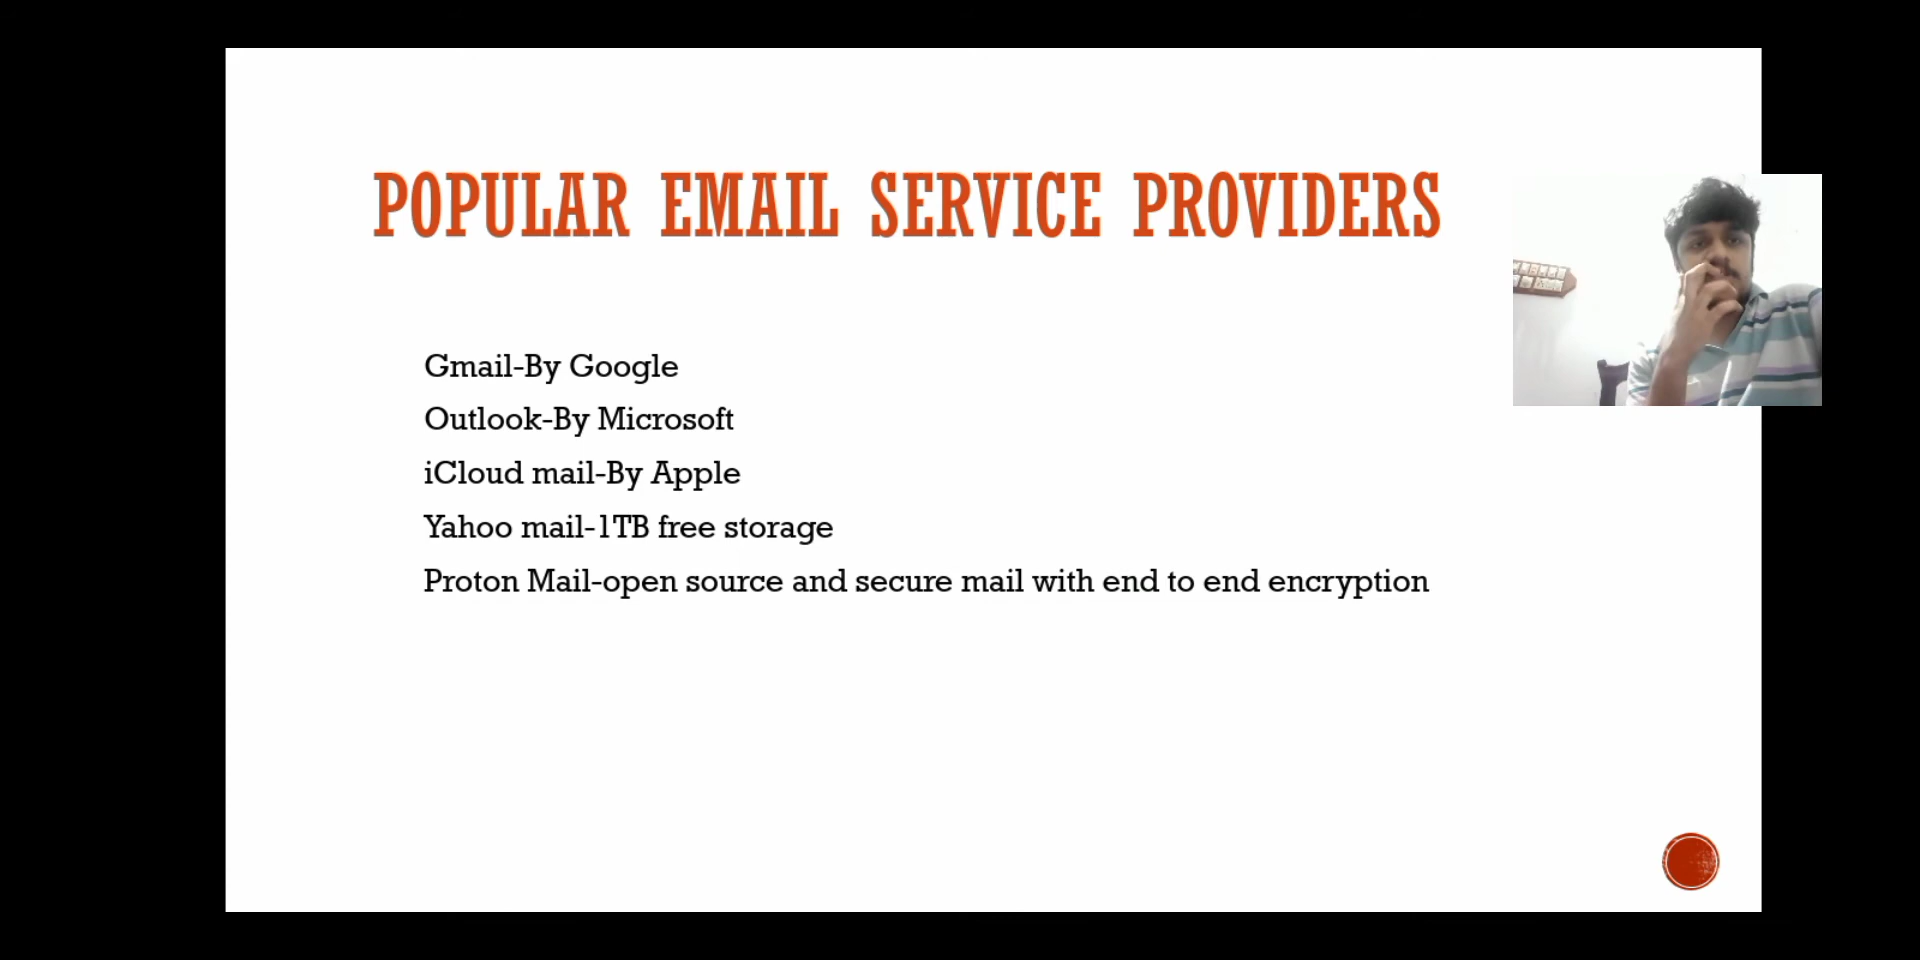 POPULAR EMAIL SERVICE PROVIDERS
Gmail-By Google
Outlook-By Microsoft
iCloud mail-By Apple
Yahoo mail-1TB free storage
Proton Mail-open source and secure mail with end to end encryption